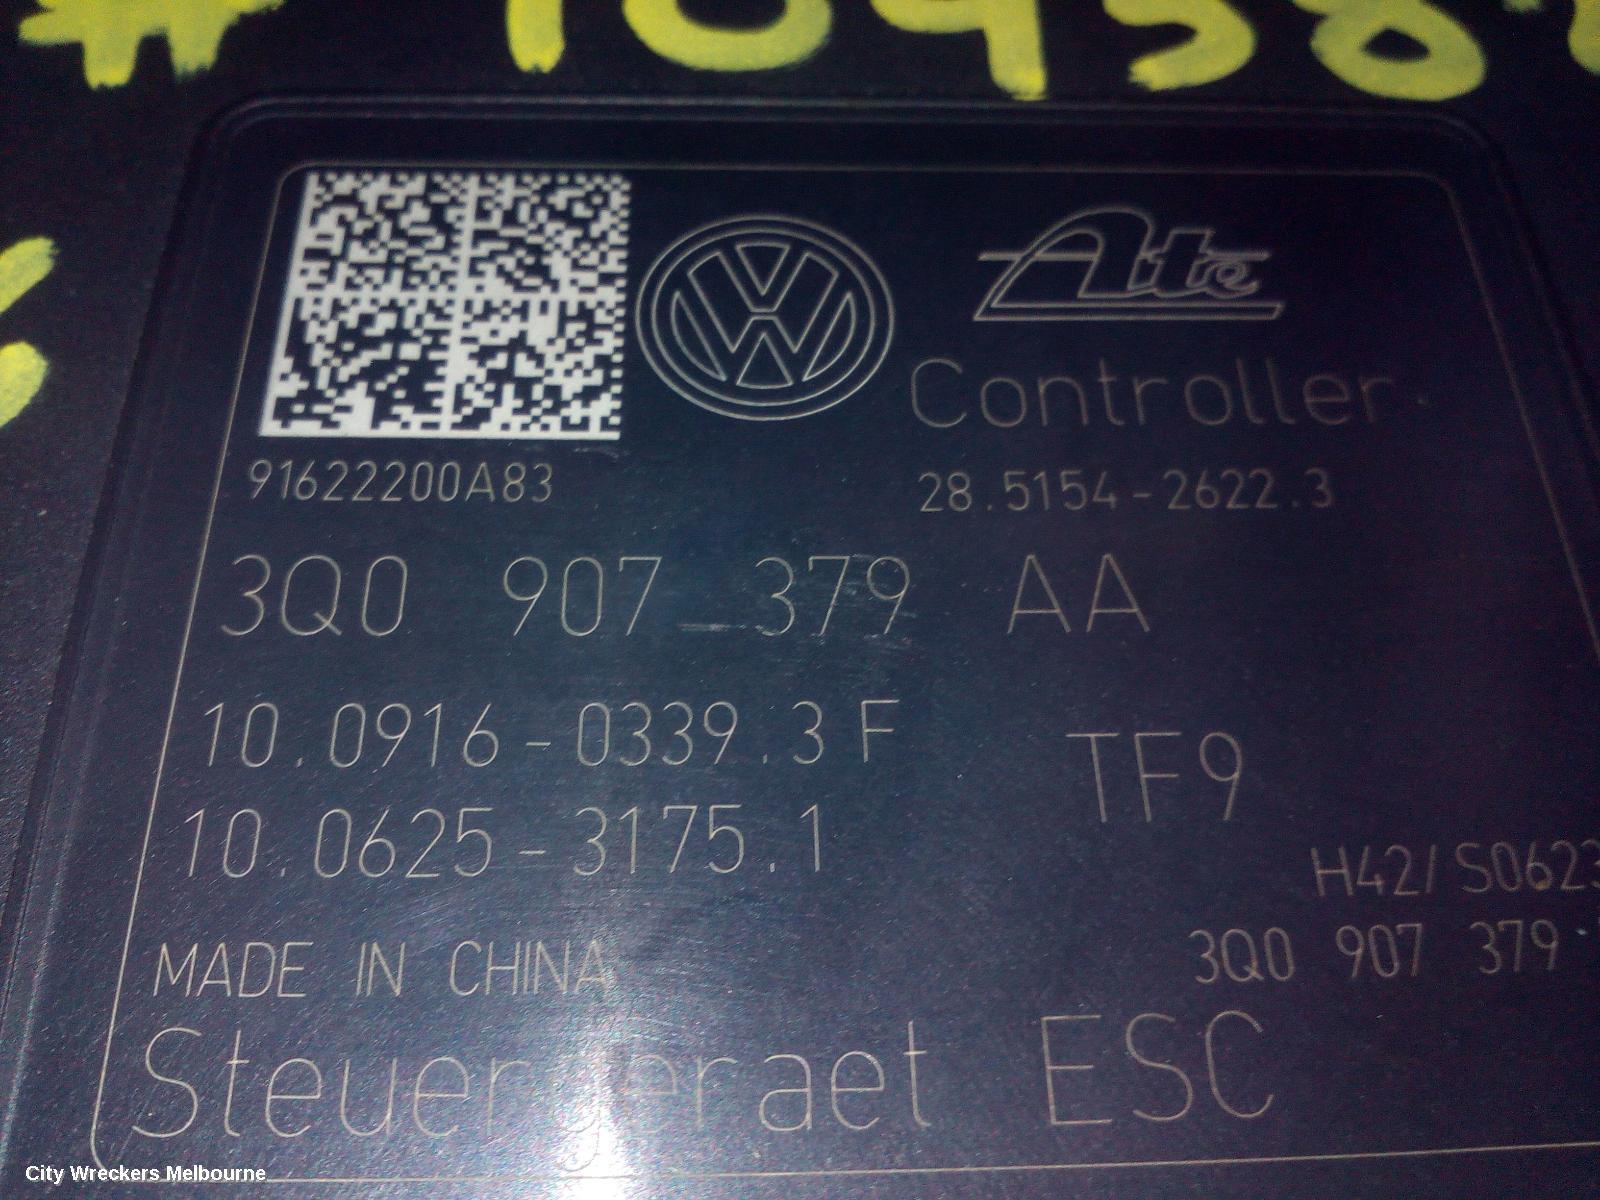 # 10938
Ate
Controller
91622200A83
28.5154-2622.3
3Q0 907 379 AA
10.0916-0339.3 F
TF9
10.0625-3175.1
H42/S0623
MADE IN CHINA
3Q0 907 379
Steuergeraet ESC
City Wreckers Melbourne